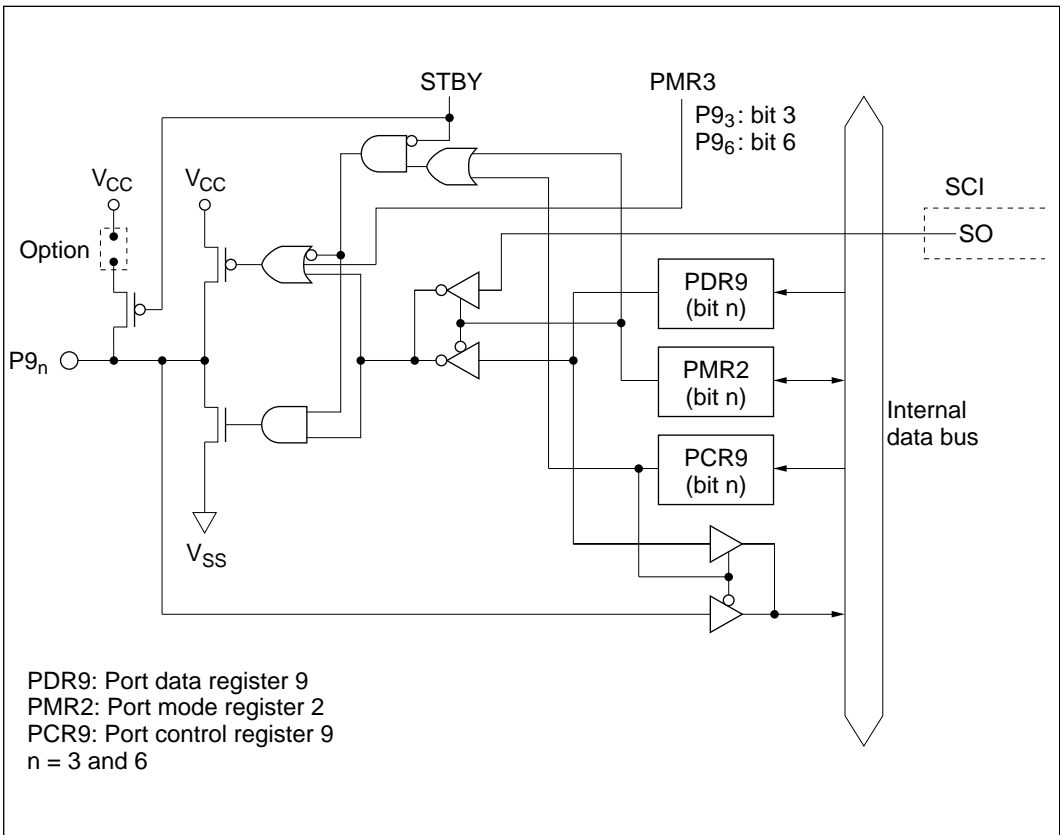 STBY
PMR3
P93: bit 3
P96: bit 6
VCC
VCC
SCI
SO
Option
PDR9
(bit n)
P9n
PMR2
(bit n)
Internal
data bus
PCR9
(bit n)
VSS
PDR9: Port data register 9
PMR2: Port mode register 2
PCR9: Port control register 9
n = 3 and 6